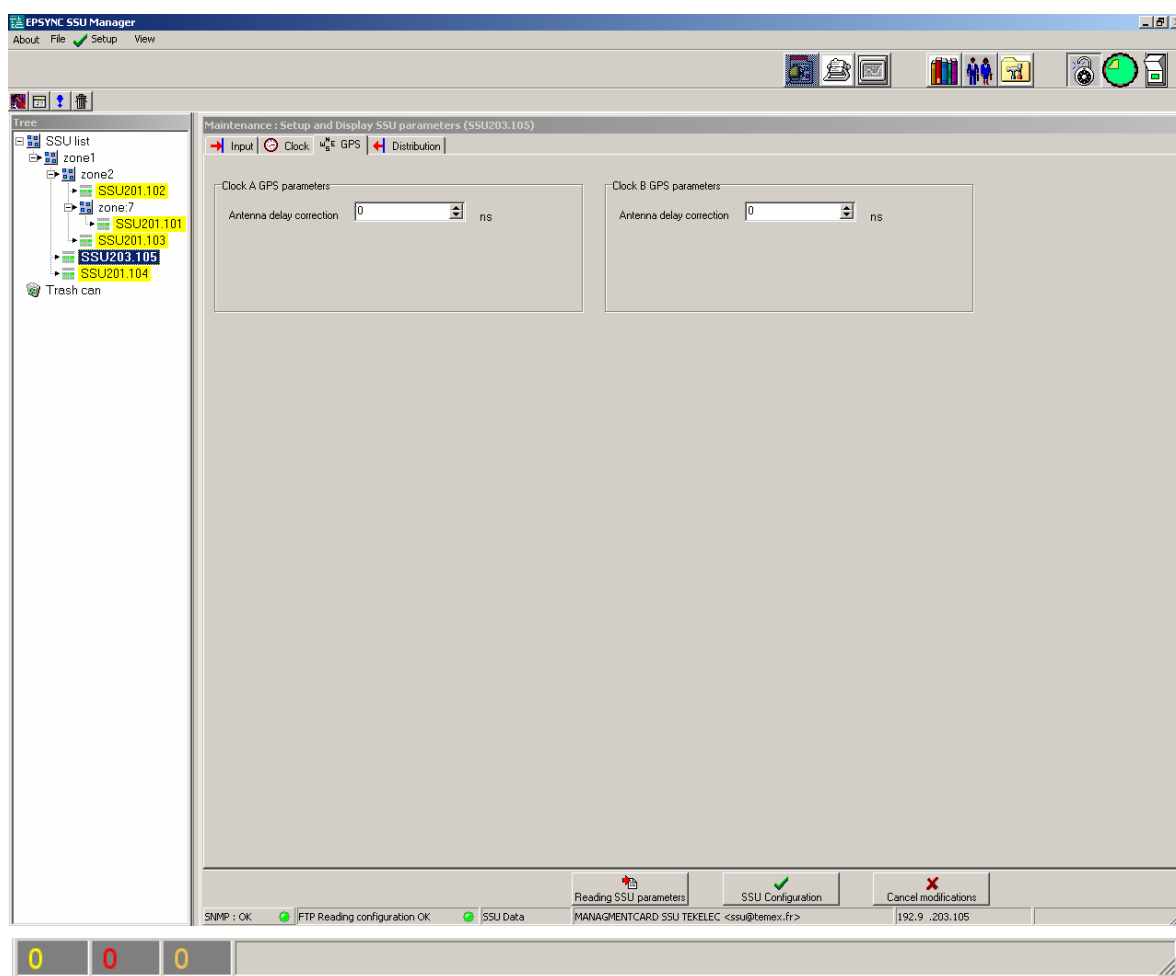 EPSYNC SSU Manager
About File Setup View
Tree
SSU list
zone1
zone2
SSU201.102
zone:7
SSU201.101
SSU201.103
SSU203.105
SSU201.104
Trash can
Maintenance : Setup and Display SSU parameters (SSU203.105)
Input Clock GPS Distribution
Clock A GPS parameters
Antenna delay correction 0 ns
Clock B GPS parameters
Antenna delay correction 0 ns
Reading SSU parameters SSU Configuration Cancel modifications
SNMP : OK FTP Reading configuration OK SSU Data MANAGMENTCARD SSU TEKELEC <ssu@temex.fr> 192.9 .203.105
0 0 0